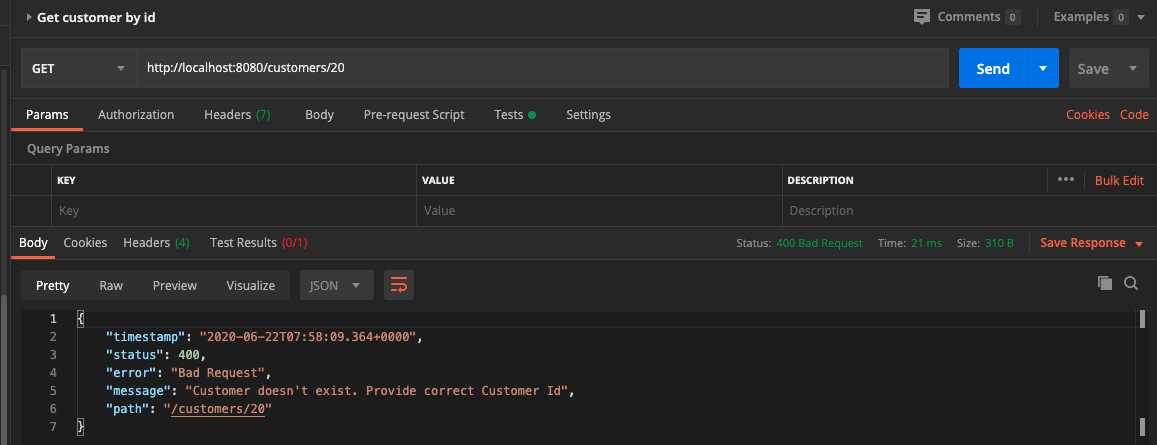 Get customer by id Comments 0 Examples 0
GET http://localhost:8080/customers/20 Send Save
Params Authorization Headers (7) Body Pre-request Script Tests Settings Cookies Code
Query Params
KEY VALUE DESCRIPTION ••• Bulk Edit
Key Value Description
Body Cookies Headers (4) Test Results (0/1) Status: 400 Bad Request Time: 21 ms Size: 310 B Save Response
Pretty Raw Preview Visualize JSON
1 {
2 "timestamp": "2020-06-22T07:58:09.364+0000",
3 "status": 400,
4 "error": "Bad Request",
5 "message": "Customer doesn't exist. Provide correct Customer Id",
6 "path": "/customers/20"
7 }